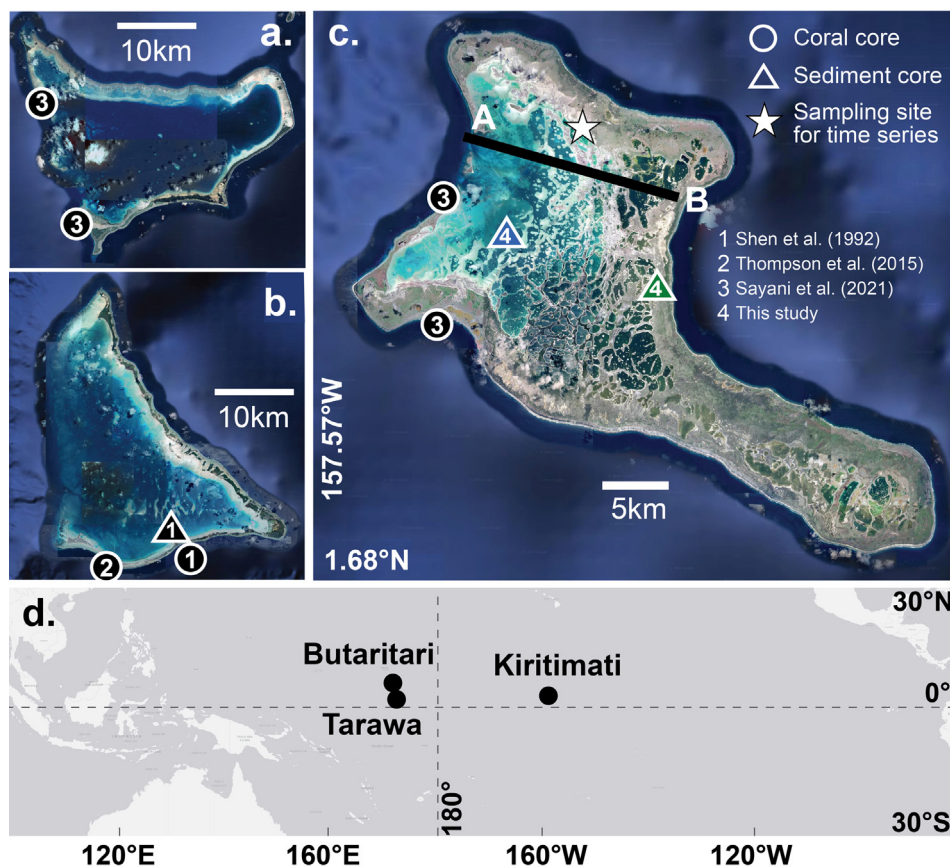 a.
10km
3
3
b.
10km
1
1
2
c.
Coral core
Sediment core
Sampling site
for time series
A
B
3
4
4
3
1 Shen et al. (1992)
2 Thompson et al. (2015)
3 Sayani et al. (2021)
4 This study
157.57°W
5km
1.68°N
d.
30°N
Butaritari
Kiritimati
0°
Tarawa
180°
30°S
120°E
160°E
160°W
120°W